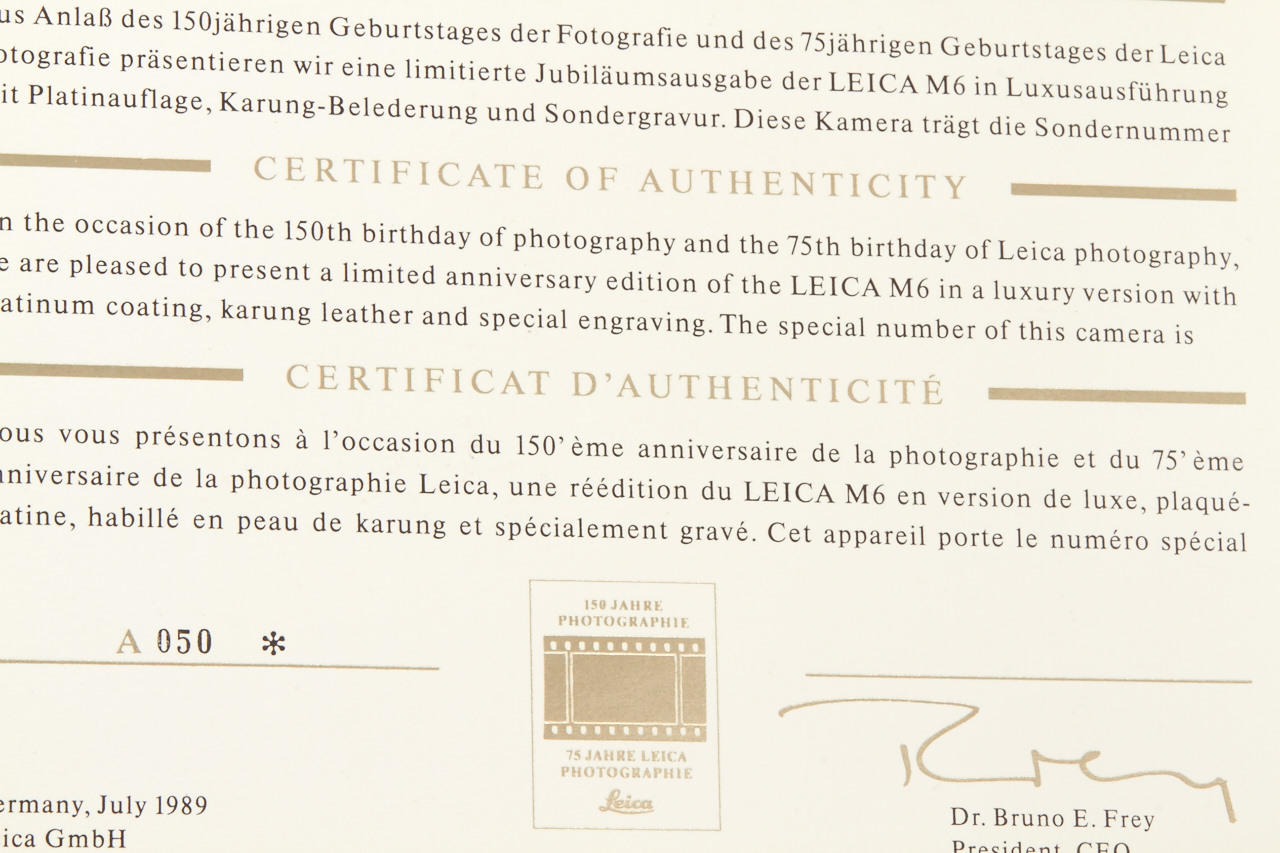 us Anlaß des 150jährigen Geburtstages der Fotografie und des 75jährigen Geburtstages der Leica
otografie präsentieren wir eine limitierte Jubiläumsausgabe der LEICA M6 in Luxusausführung
it Platinauflage, Karung-Belederung und Sondergravur. Diese Kamera trägt die Sondernummer
CERTIFICATE OF AUTHENTICITY
n the occasion of the 150th birthday of photography and the 75th birthday of Leica photography,
e are pleased to present a limited anniversary edition of the LEICA M6 in a luxury version with
atinum coating, karung leather and special engraving. The special number of this camera is
CERTIFICAT D'AUTHENTICITÉ
ous vous présentons à l'occasion du 150'ème anniversaire de la photographie et du 75'ème
nniversaire de la photographie Leica, une réédition du LEICA M6 en version de luxe, plaqué-
atine, habillé en peau de karung et spécialement gravé. Cet appareil porte le numéro spécial
A 050 *
150 JAHRE
PHOTOGRAPHIE
75 JAHRE LEICA
PHOTOGRAPHIE
Leica
ermany, July 1989
ica GmbH
Dr. Bruno E. Frey
President, CEO